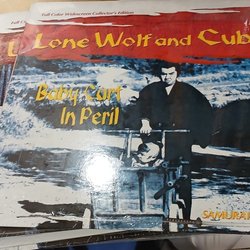 Full Color Widescreen Collector's Edition
Lone Wolf and Cub
Baby Cart
In Peril
SAMURAI